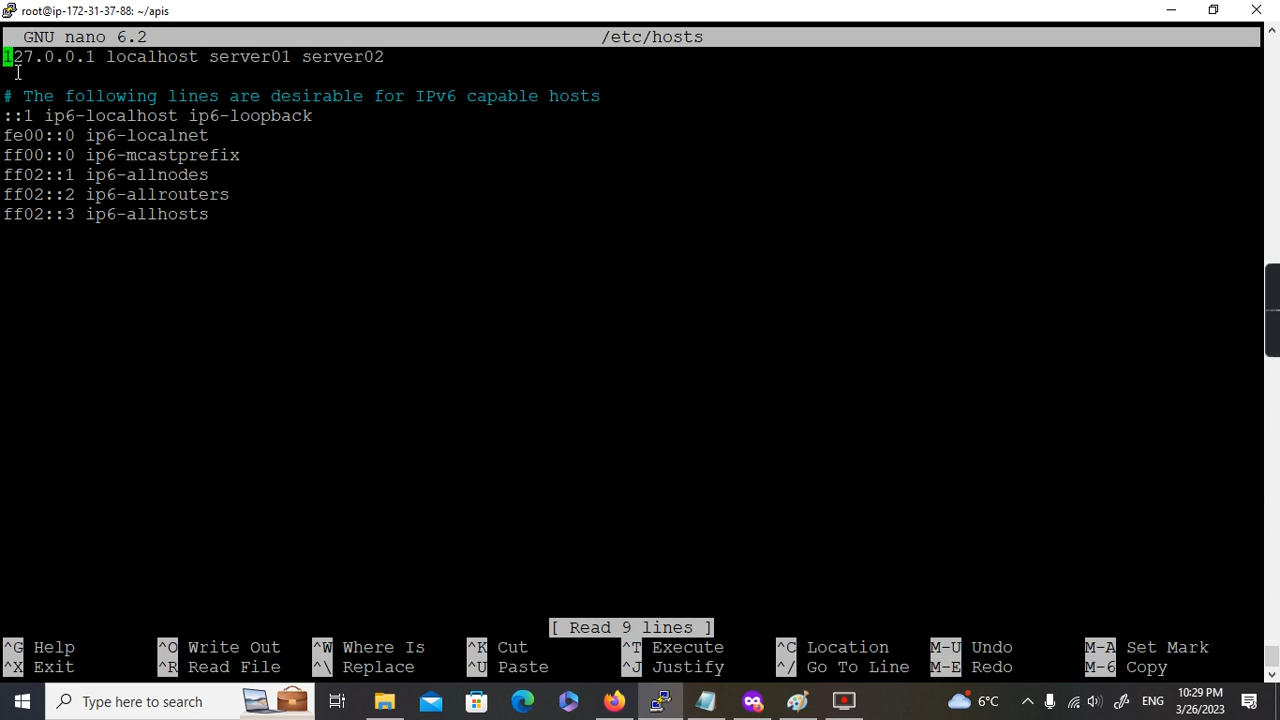 root@ip-172-31-37-88: ~/apis
GNU nano 6.2 /etc/hosts
127.0.0.1 localhost server01 server02
# The following lines are desirable for IPv6 capable hosts
::1 ip6-localhost ip6-loopback
fe00::0 ip6-localnet
ff00::0 ip6-mcastprefix
ff02::1 ip6-allnodes
ff02::2 ip6-allrouters
ff02::3 ip6-allhosts
[ Read 9 lines ]
^G Help ^O Write Out ^W Where Is ^K Cut ^T Execute ^C Location M-U Undo M-A Set Mark
^X Exit ^R Read File ^\ Replace ^U Paste ^J Justify ^/ Go To Line M-E Redo M-6 Copy
Type here to search 6°C ENG 10:29 PM
3/26/2023